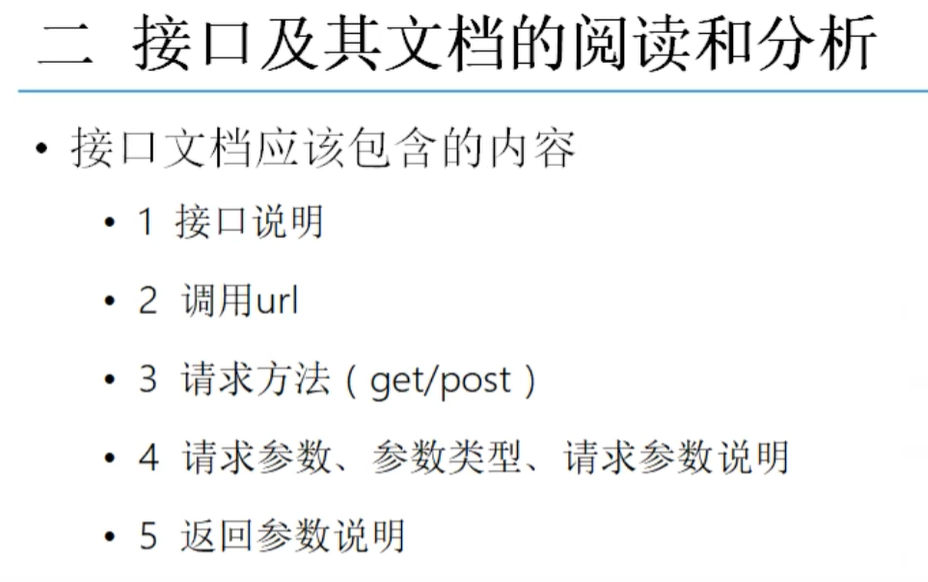 二 接口及其文档的阅读和分析
• 接口文档应该包含的内容
• 1 接口说明
• 2 调用url
• 3 请求方法（get/post）
• 4 请求参数、参数类型、请求参数说明
• 5 返回参数说明